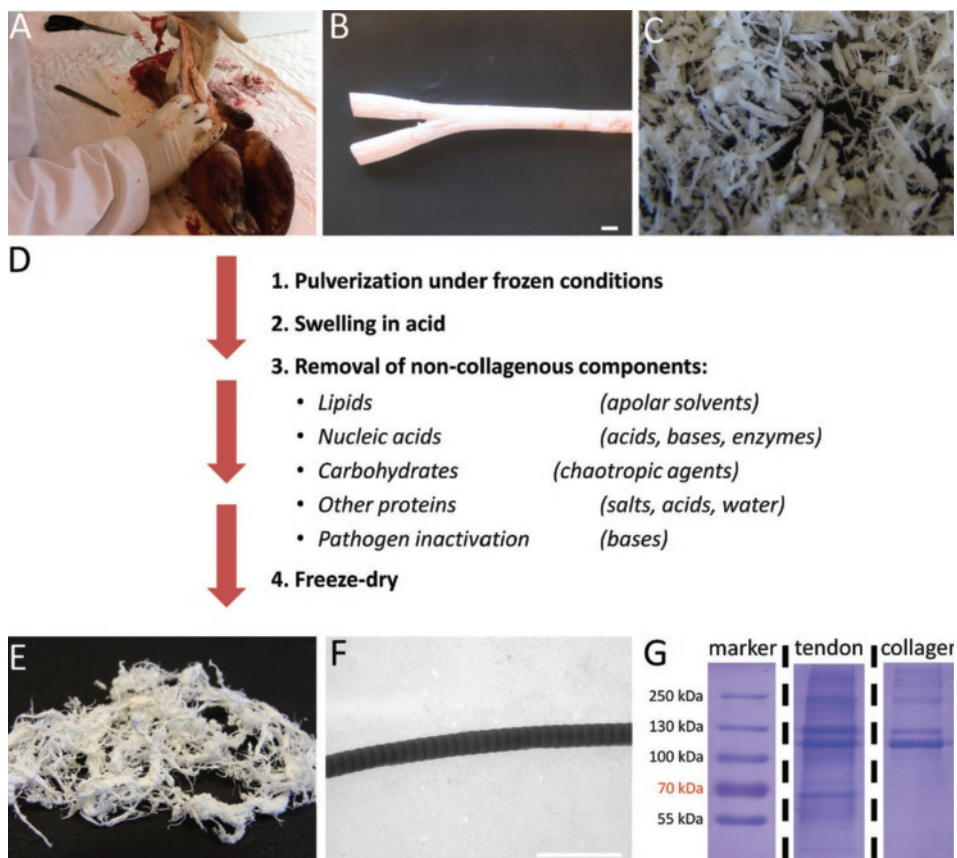 A
B
C
D
1. Pulverization under frozen conditions
2. Swelling in acid
3. Removal of non-collagenous components:
• Lipids (apolar solvents)
• Nucleic acids (acids, bases, enzymes)
• Carbohydrates (chaotropic agents)
• Other proteins (salts, acids, water)
• Pathogen inactivation (bases)
4. Freeze-dry
E
F
G
marker tendon collagen
250 kDa
130 kDa
100 kDa
70 kDa
55 kDa